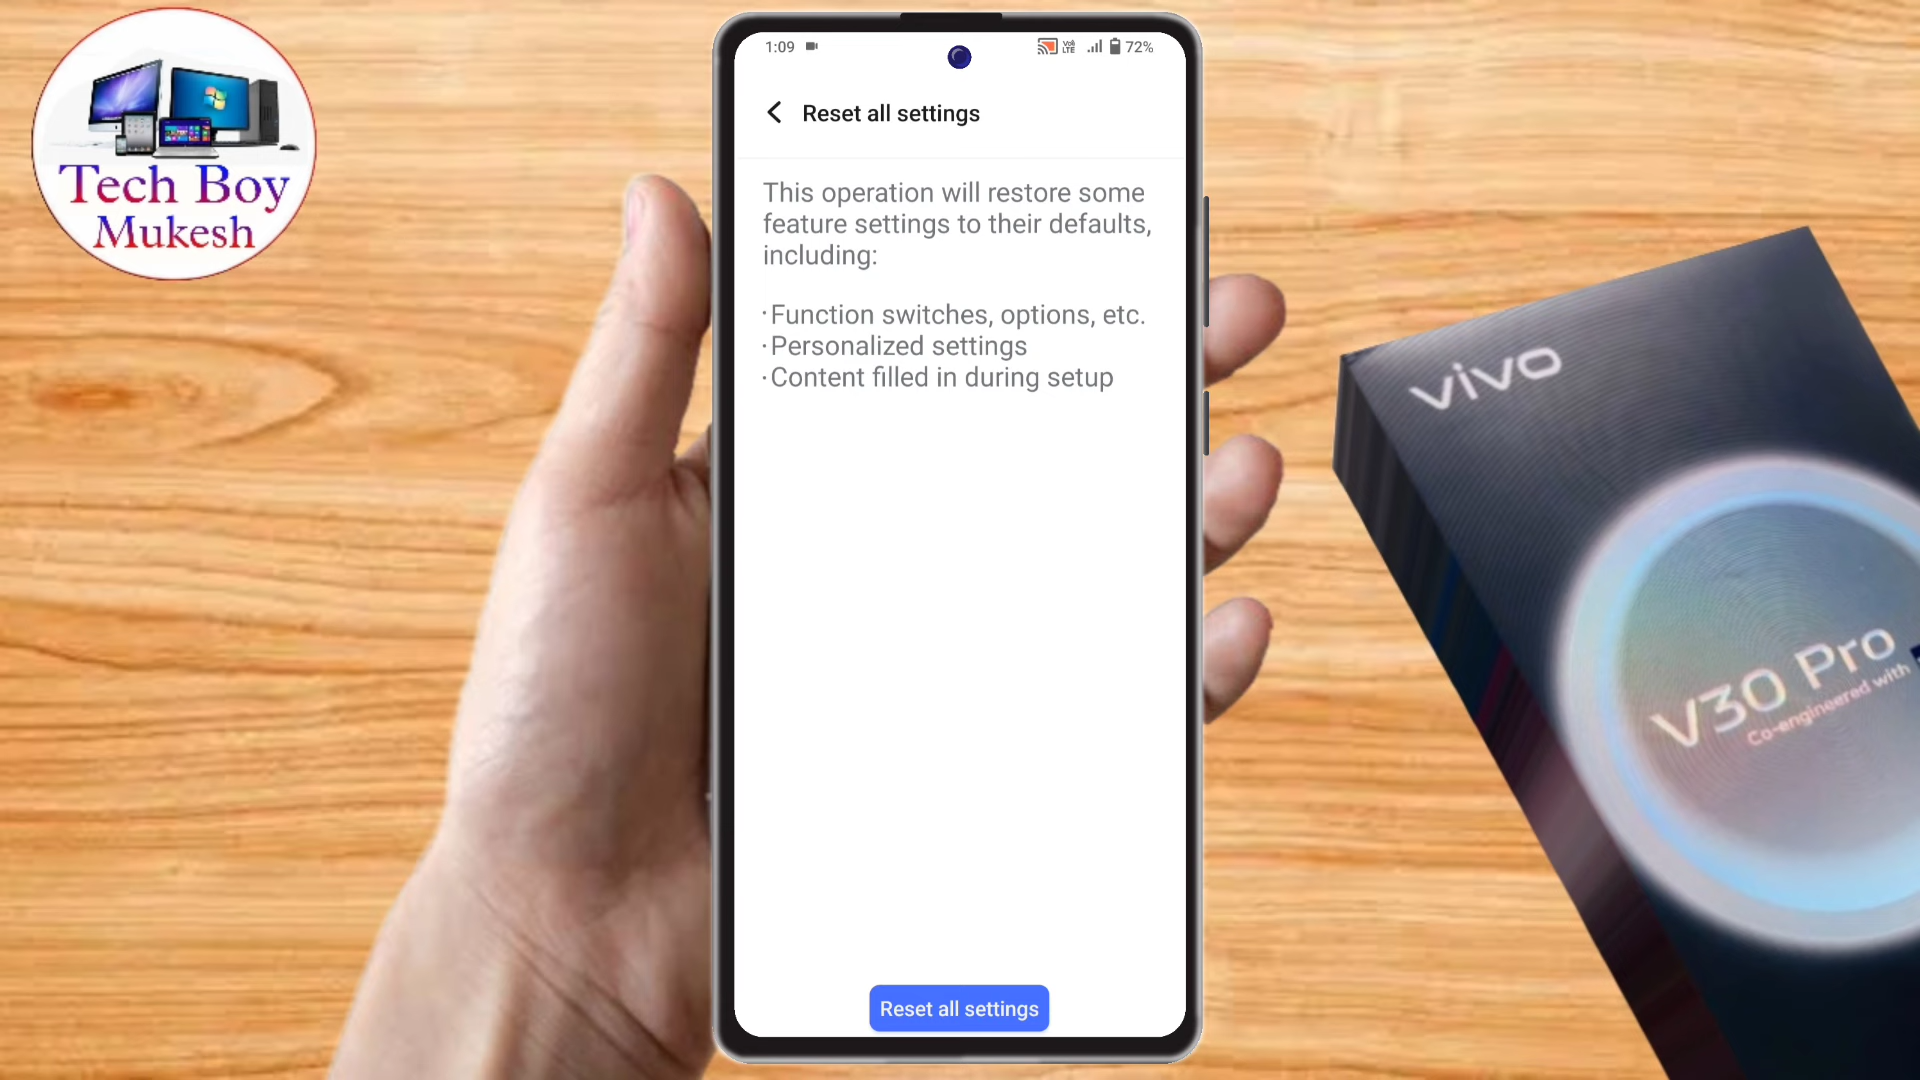 Tech Boy
Mukesh
1:09
Vo)
LTE
72%
Reset all settings
This operation will restore some
feature settings to their defaults,
including:
·Function switches, options, etc.
·Personalized settings
·Content filled in during setup
Reset all settings
vivo
V30 Pro
Co-engineered with